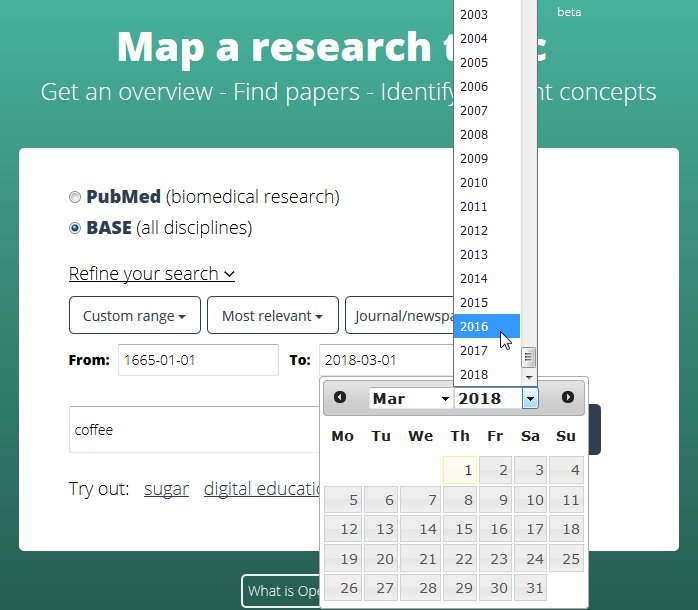 beta
Map a research t c
Get an overview - Find papers - Identify nt concepts
PubMed (biomedical research)
BASE (all disciplines)
Refine your search
Custom range
Most relevant
Journal/newspa
From: 1665-01-01 To: 2018-03-01
2003
2004
2005
2006
2007
2008
2009
2010
2011
2012
2013
2014
2015
2016
2017
2018
Mar 2018
Mo Tu We Th Fr Sa Su
1 2 3 4
5 6 7 8 9 10 11
12 13 14 15 16 17 18
19 20 21 22 23 24 25
26 27 28 29 30 31
coffee
Try out: sugar digital educatio
What is Ope